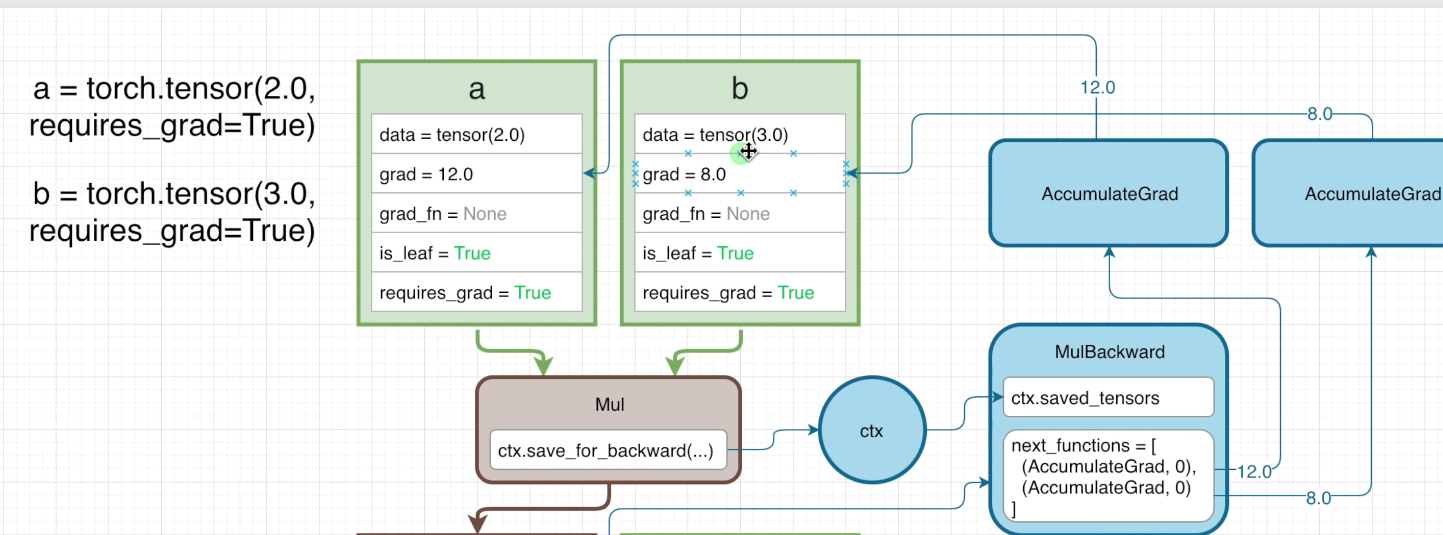 a = torch.tensor(2.0,
requires_grad=True)
b = torch.tensor(3.0,
requires_grad=True)
a
data = tensor(2.0)
grad = 12.0
grad_fn = None
is_leaf = True
requires_grad = True
b
data = tensor(3.0)
grad = 8.0
grad_fn = None
is_leaf = True
requires_grad = True
12.0
8.0
AccumulateGrad
AccumulateGrad
Mul
ctx.save_for_backward(...)
ctx
MulBackward
ctx.saved_tensors
next_functions = [
(AccumulateGrad, 0),
(AccumulateGrad, 0)
]
12.0
8.0